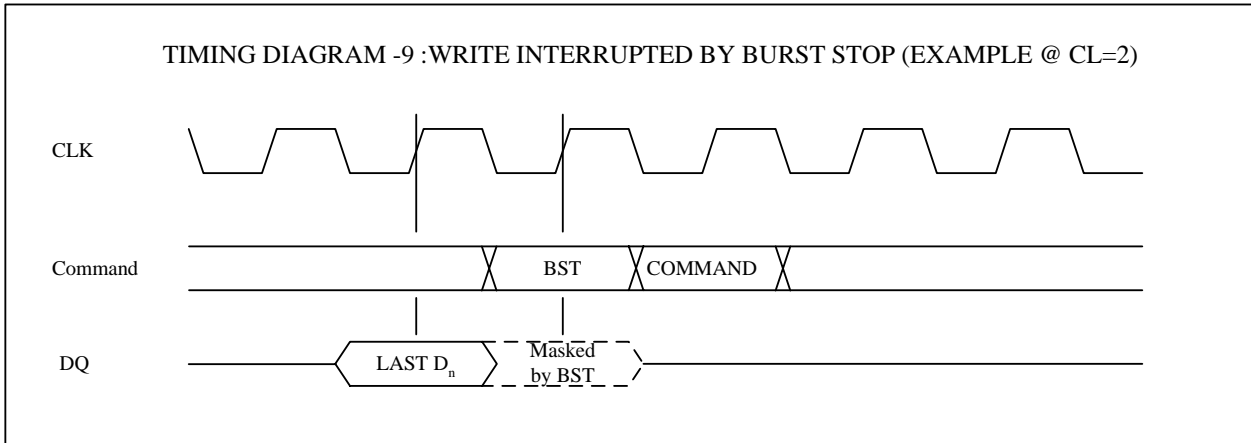 TIMING DIAGRAM -9 :WRITE INTERRUPTED BY BURST STOP (EXAMPLE @ CL=2)
CLK
Command
BST
COMMAND
DQ
LAST Dn
Masked
by BST